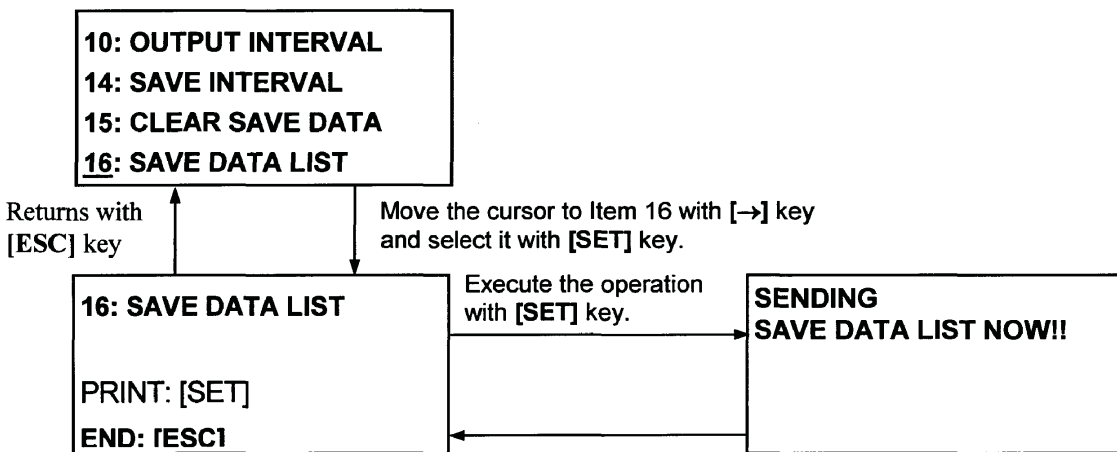 10: OUTPUT INTERVAL
14: SAVE INTERVAL
15: CLEAR SAVE DATA
16: SAVE DATA LIST
Returns with
[ESC] key
Move the cursor to Item 16 with [→] key
and select it with [SET] key.
16: SAVE DATA LIST
PRINT: [SET]
END: [ESC]
Execute the operation
with [SET] key.
SENDING
SAVE DATA LIST NOW!!